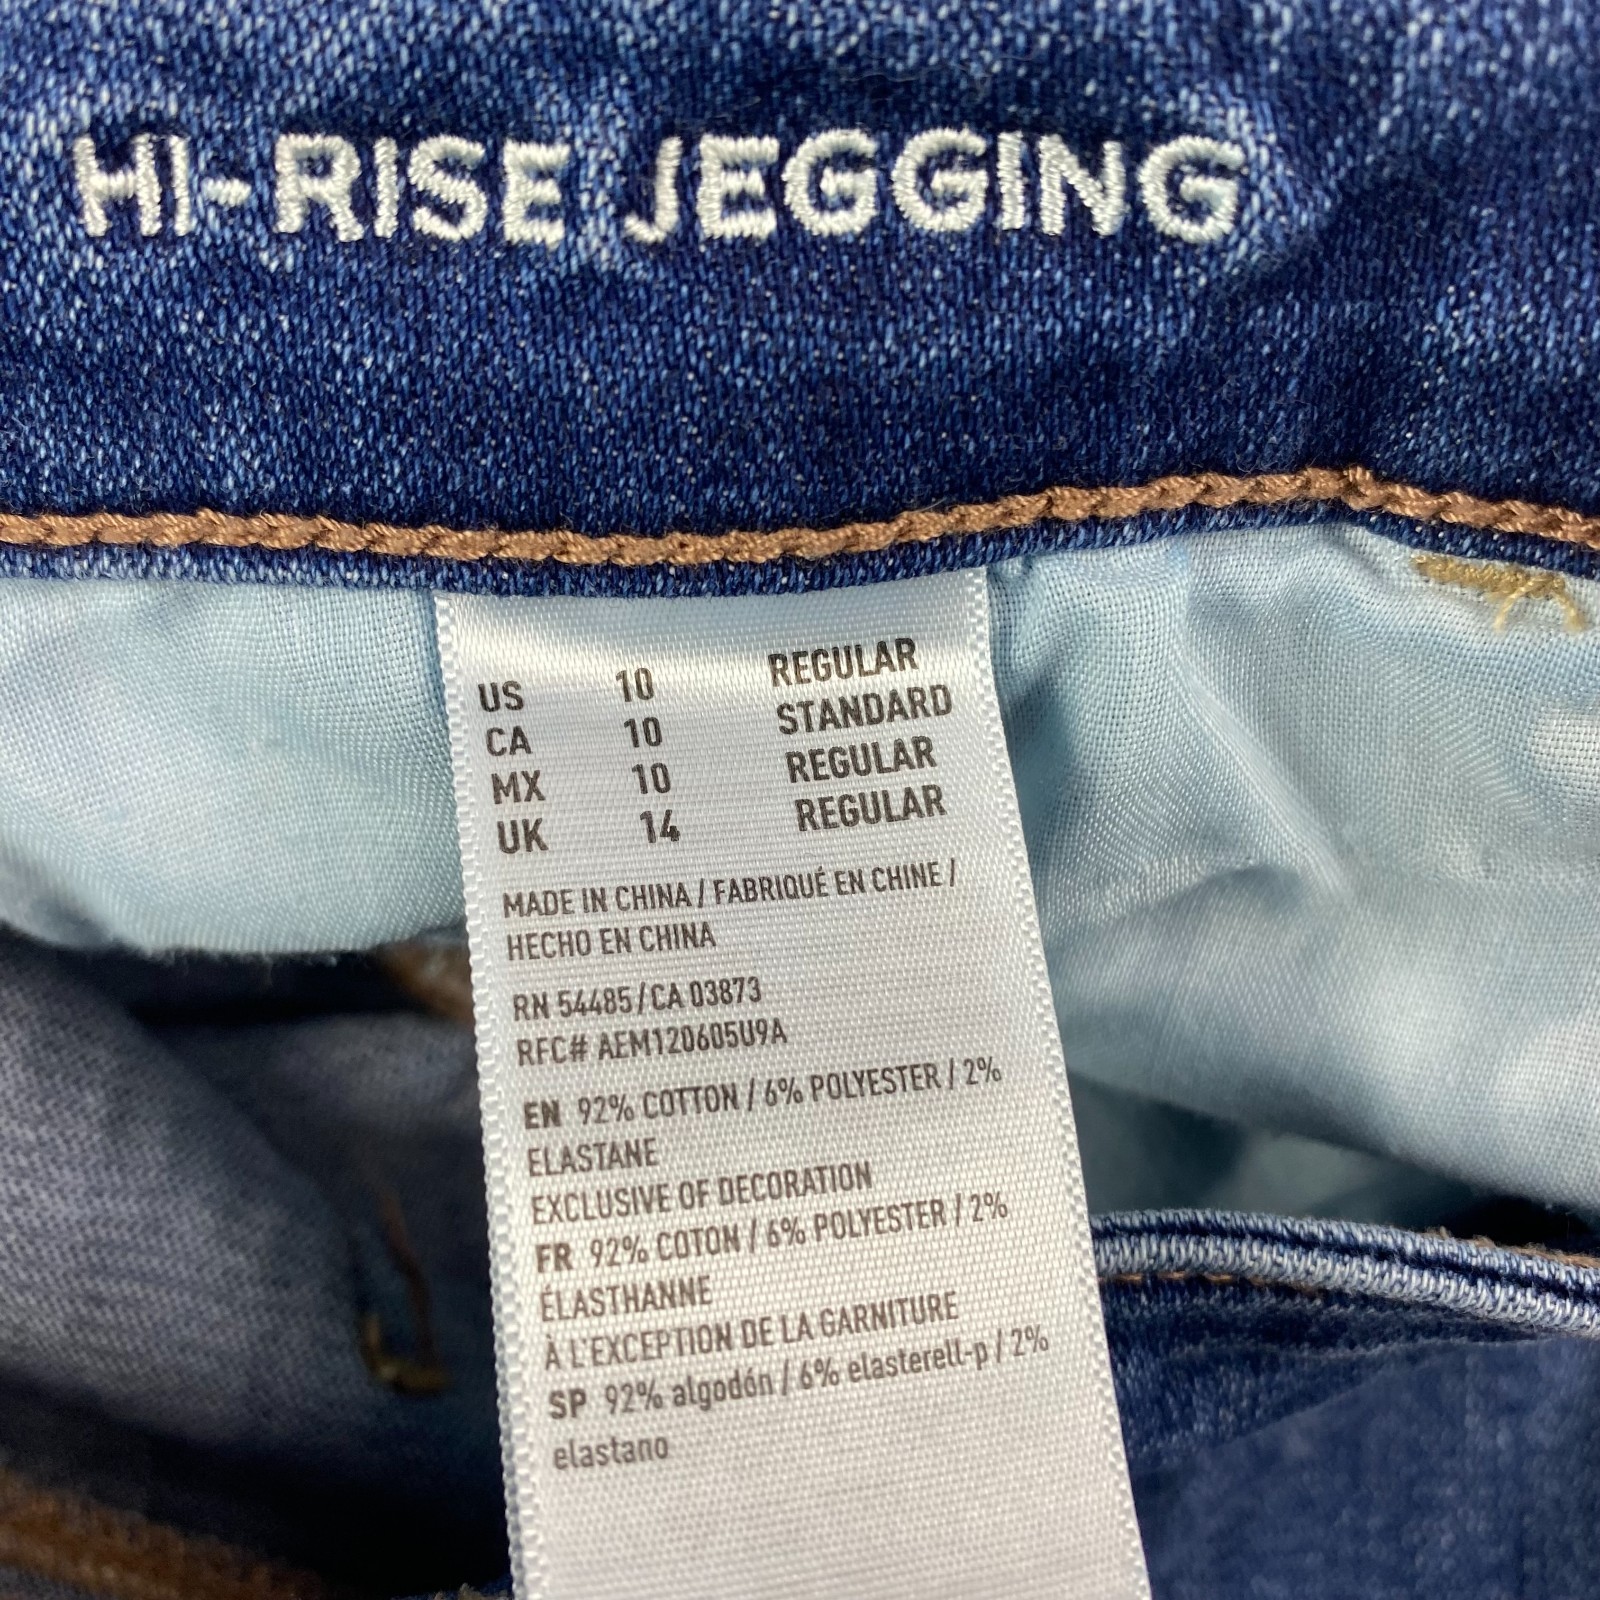 HI-RISE JEGGING
US 10 REGULAR
CA 10 STANDARD
MX 10 REGULAR
UK 14 REGULAR
MADE IN CHINA / FABRIQUÉ EN CHINE /
HECHO EN CHINA
RN 54485 / CA 03873
RFC# AEM120605U9A
EN 92% COTTON / 6% POLYESTER / 2%
ELASTANE
EXCLUSIVE OF DECORATION
FR 92% COTON / 6% POLYESTER / 2%
ÉLASTHANNE
À L'EXCEPTION DE LA GARNITURE
SP 92% algodón / 6% elasterell-p / 2%
elastano